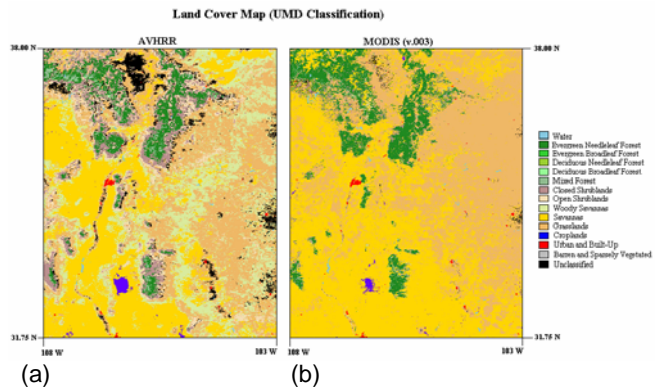 Land Cover Map (UMD Classification)
AVHRR
MODIS (v.003)
38.00 N
38.00 N
Water
Evergreen Needleleaf Forest
Evergreen Broadleaf Forest
Deciduous Needleleaf Forest
Deciduous Broadleaf Forest
Mixed Forest
Closed Shrublands
Open Shrublands
Woody Savannas
Savannas
Grasslands
Croplands
Urban and Built-Up
Barren and Sparsely Vegetated
Unclassified
31.75 N
31.75 N
108 W
103 W
108 W
103 W
(a)
(b)